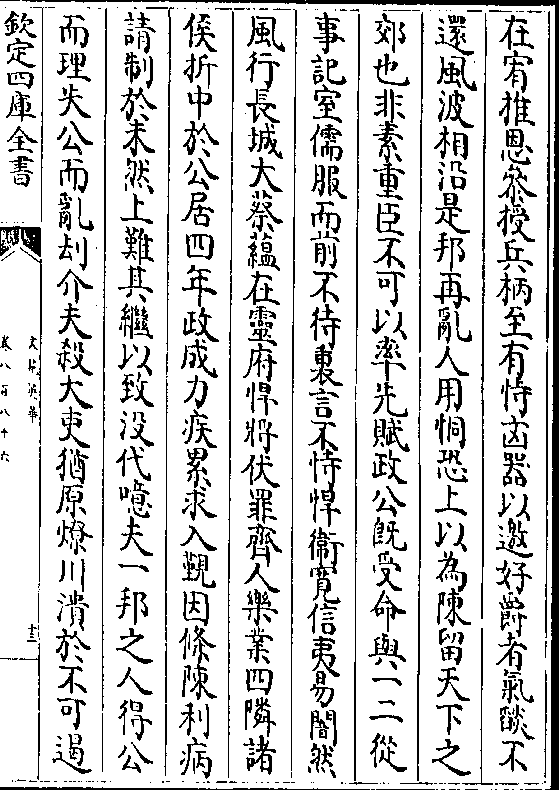 在宥推恩叅授兵柄至有恃凶器以邀好爵者氣燄不
還風波相沿是邦再亂人用恫恐上以為陳留天下之
郊也非素重臣不可以率先賦政公既受命與一二從
事記室儒服而前不待裹言不恃悍衛寛信夷易闇然
風行長城大蔡藴在靈府悍將伏罪齊人樂業四隣諸
侯折中於公居四年政成力疾累求入覲因條陳利病
請制於未然上難其繼以致没代噫夫一邦之人得公
而理失公而亂刦介夫殺大吏猶原燎川潰於不可遏
欽定四庫全書
文苑英華
卷八百八十六
十三